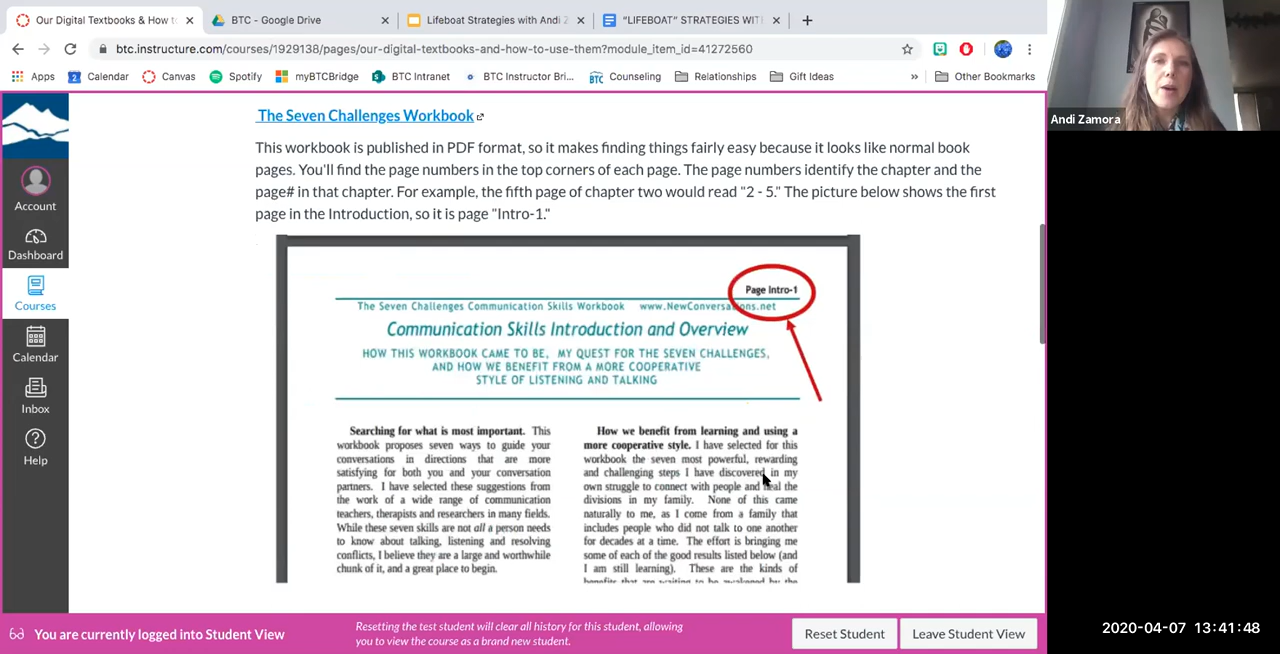 Our Digital Textbooks & How to
BTC - Google Drive
Lifeboat Strategies with Andi Z
"LIFEBOAT" STRATEGIES WIT
btc.instructure.com/courses/1929138/pages/our-digital-textbooks-and-how-to-use-them?module_item_id=41272560
Apps
Calendar
Canvas
Spotify
myBTCBridge
BTC Intranet
BTC Instructor Bri...
BTC
Counseling
Relationships
Gift Ideas
»
Other Bookmarks
Andi Zamora
Account
Dashboard
Courses
Calendar
Inbox
Help
The Seven Challenges Workbook
This workbook is published in PDF format, so it makes finding things fairly easy because it looks like normal book
pages. You'll find the page numbers in the top corners of each page. The page numbers identify the chapter and the
page# in that chapter. For example, the fifth page of chapter two would read "2 - 5." The picture below shows the first
page in the Introduction, so it is page "Intro-1."
Page Intro-1
The Seven Challenges Communication Skills Workbook www.NewConversations.net
Communication Skills Introduction and Overview
HOW THIS WORKBOOK CAME TO BE, MY QUEST FOR THE SEVEN CHALLENGES,
AND HOW WE BENEFIT FROM A MORE COOPERATIVE
STYLE OF LISTENING AND TALKING
Searching for what is most important. This
workbook proposes seven ways to guide your
conversations in directions that are more
satisfying for both you and your conversation
partners. I have selected these suggestions from
the work of a wide range of communication
teachers, therapists and researchers in many fields.
While these seven skills are not all a person needs
to know about talking, listening and resolving
conflicts, I believe they are a large and worthwhile
chunk of it, and a great place to begin.
How we benefit from learning and using a
more cooperative style. I have selected for this
workbook the seven most powerful, rewarding
and challenging steps I have discovered in my
own struggle to connect with people and heal the
divisions in my family. None of this came
naturally to me, as I come from a family that
includes people who did not talk to one another
for decades at a time. The effort is bringing me
some of each of the good results listed below (and
I am still learning). These are the kinds of
benefits that are waiting to be awakened by the
You are currently logged into Student View
Resetting the test student will clear all history for this student, allowing
you to view the course as a brand new student.
Reset Student
Leave Student View
2020-04-07 13:41:48